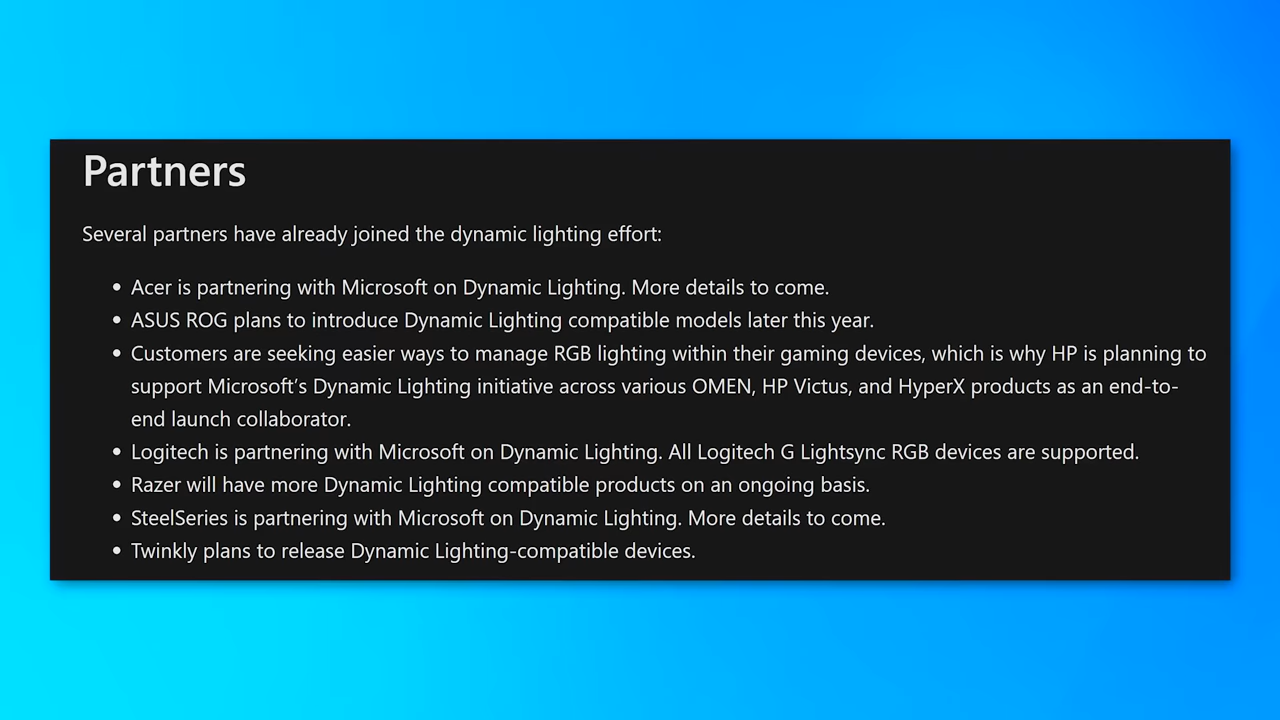 Partners
Several partners have already joined the dynamic lighting effort:
• Acer is partnering with Microsoft on Dynamic Lighting. More details to come.
• ASUS ROG plans to introduce Dynamic Lighting compatible models later this year.
• Customers are seeking easier ways to manage RGB lighting within their gaming devices, which is why HP is planning to
support Microsoft’s Dynamic Lighting initiative across various OMEN, HP Victus, and HyperX products as an end-to-
end launch collaborator.
• Logitech is partnering with Microsoft on Dynamic Lighting. All Logitech G Lightsync RGB devices are supported.
• Razer will have more Dynamic Lighting compatible products on an ongoing basis.
• SteelSeries is partnering with Microsoft on Dynamic Lighting. More details to come.
• Twinkly plans to release Dynamic Lighting-compatible devices.